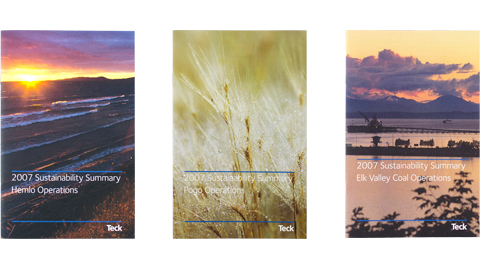 2007 Sustainability Summary
Hemlo Operations
Teck
2007 Sustainability Summary
Pogo Operations
Teck
2007 Sustainability Summary
Elk Valley Coal Operations
Teck